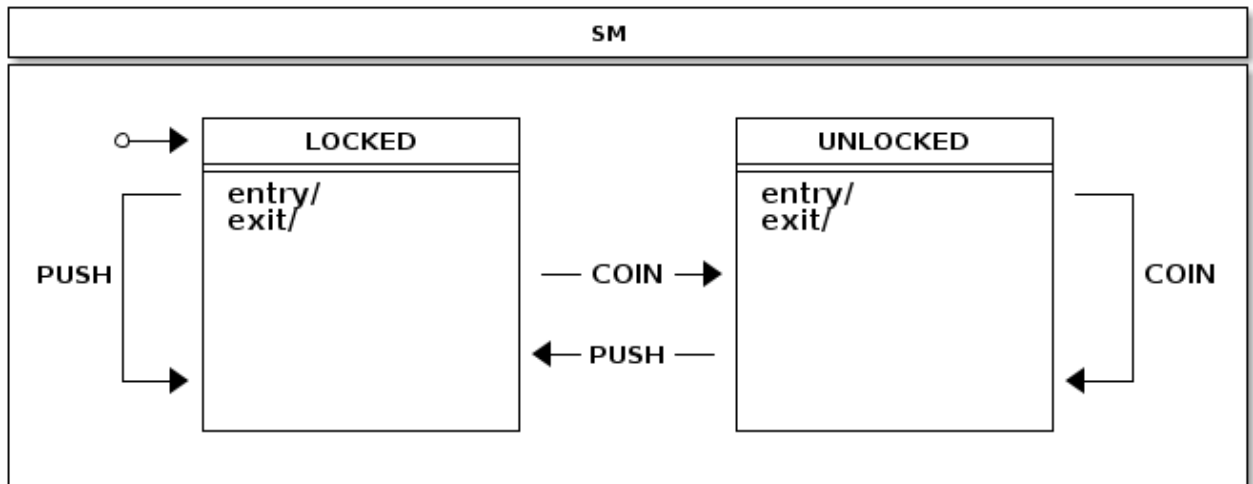 SM
LOCKED
entry/
exit/
UNLOCKED
entry/
exit/
PUSH
COIN
COIN
PUSH